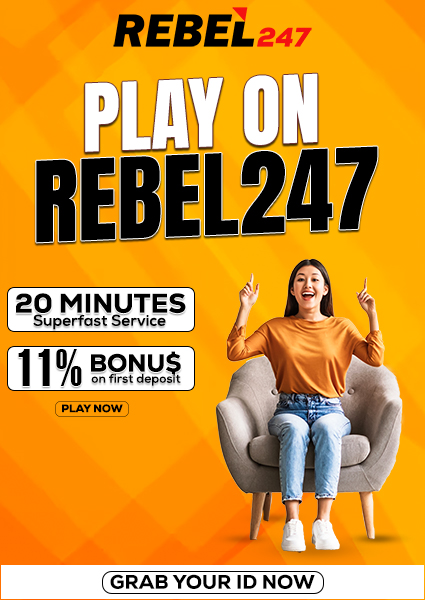 REBEL247
PLAY ON
REBEL247
20 MINUTES
Superfast Service
11% BONU$
on first deposit
PLAY NOW
GRAB YOUR ID NOW